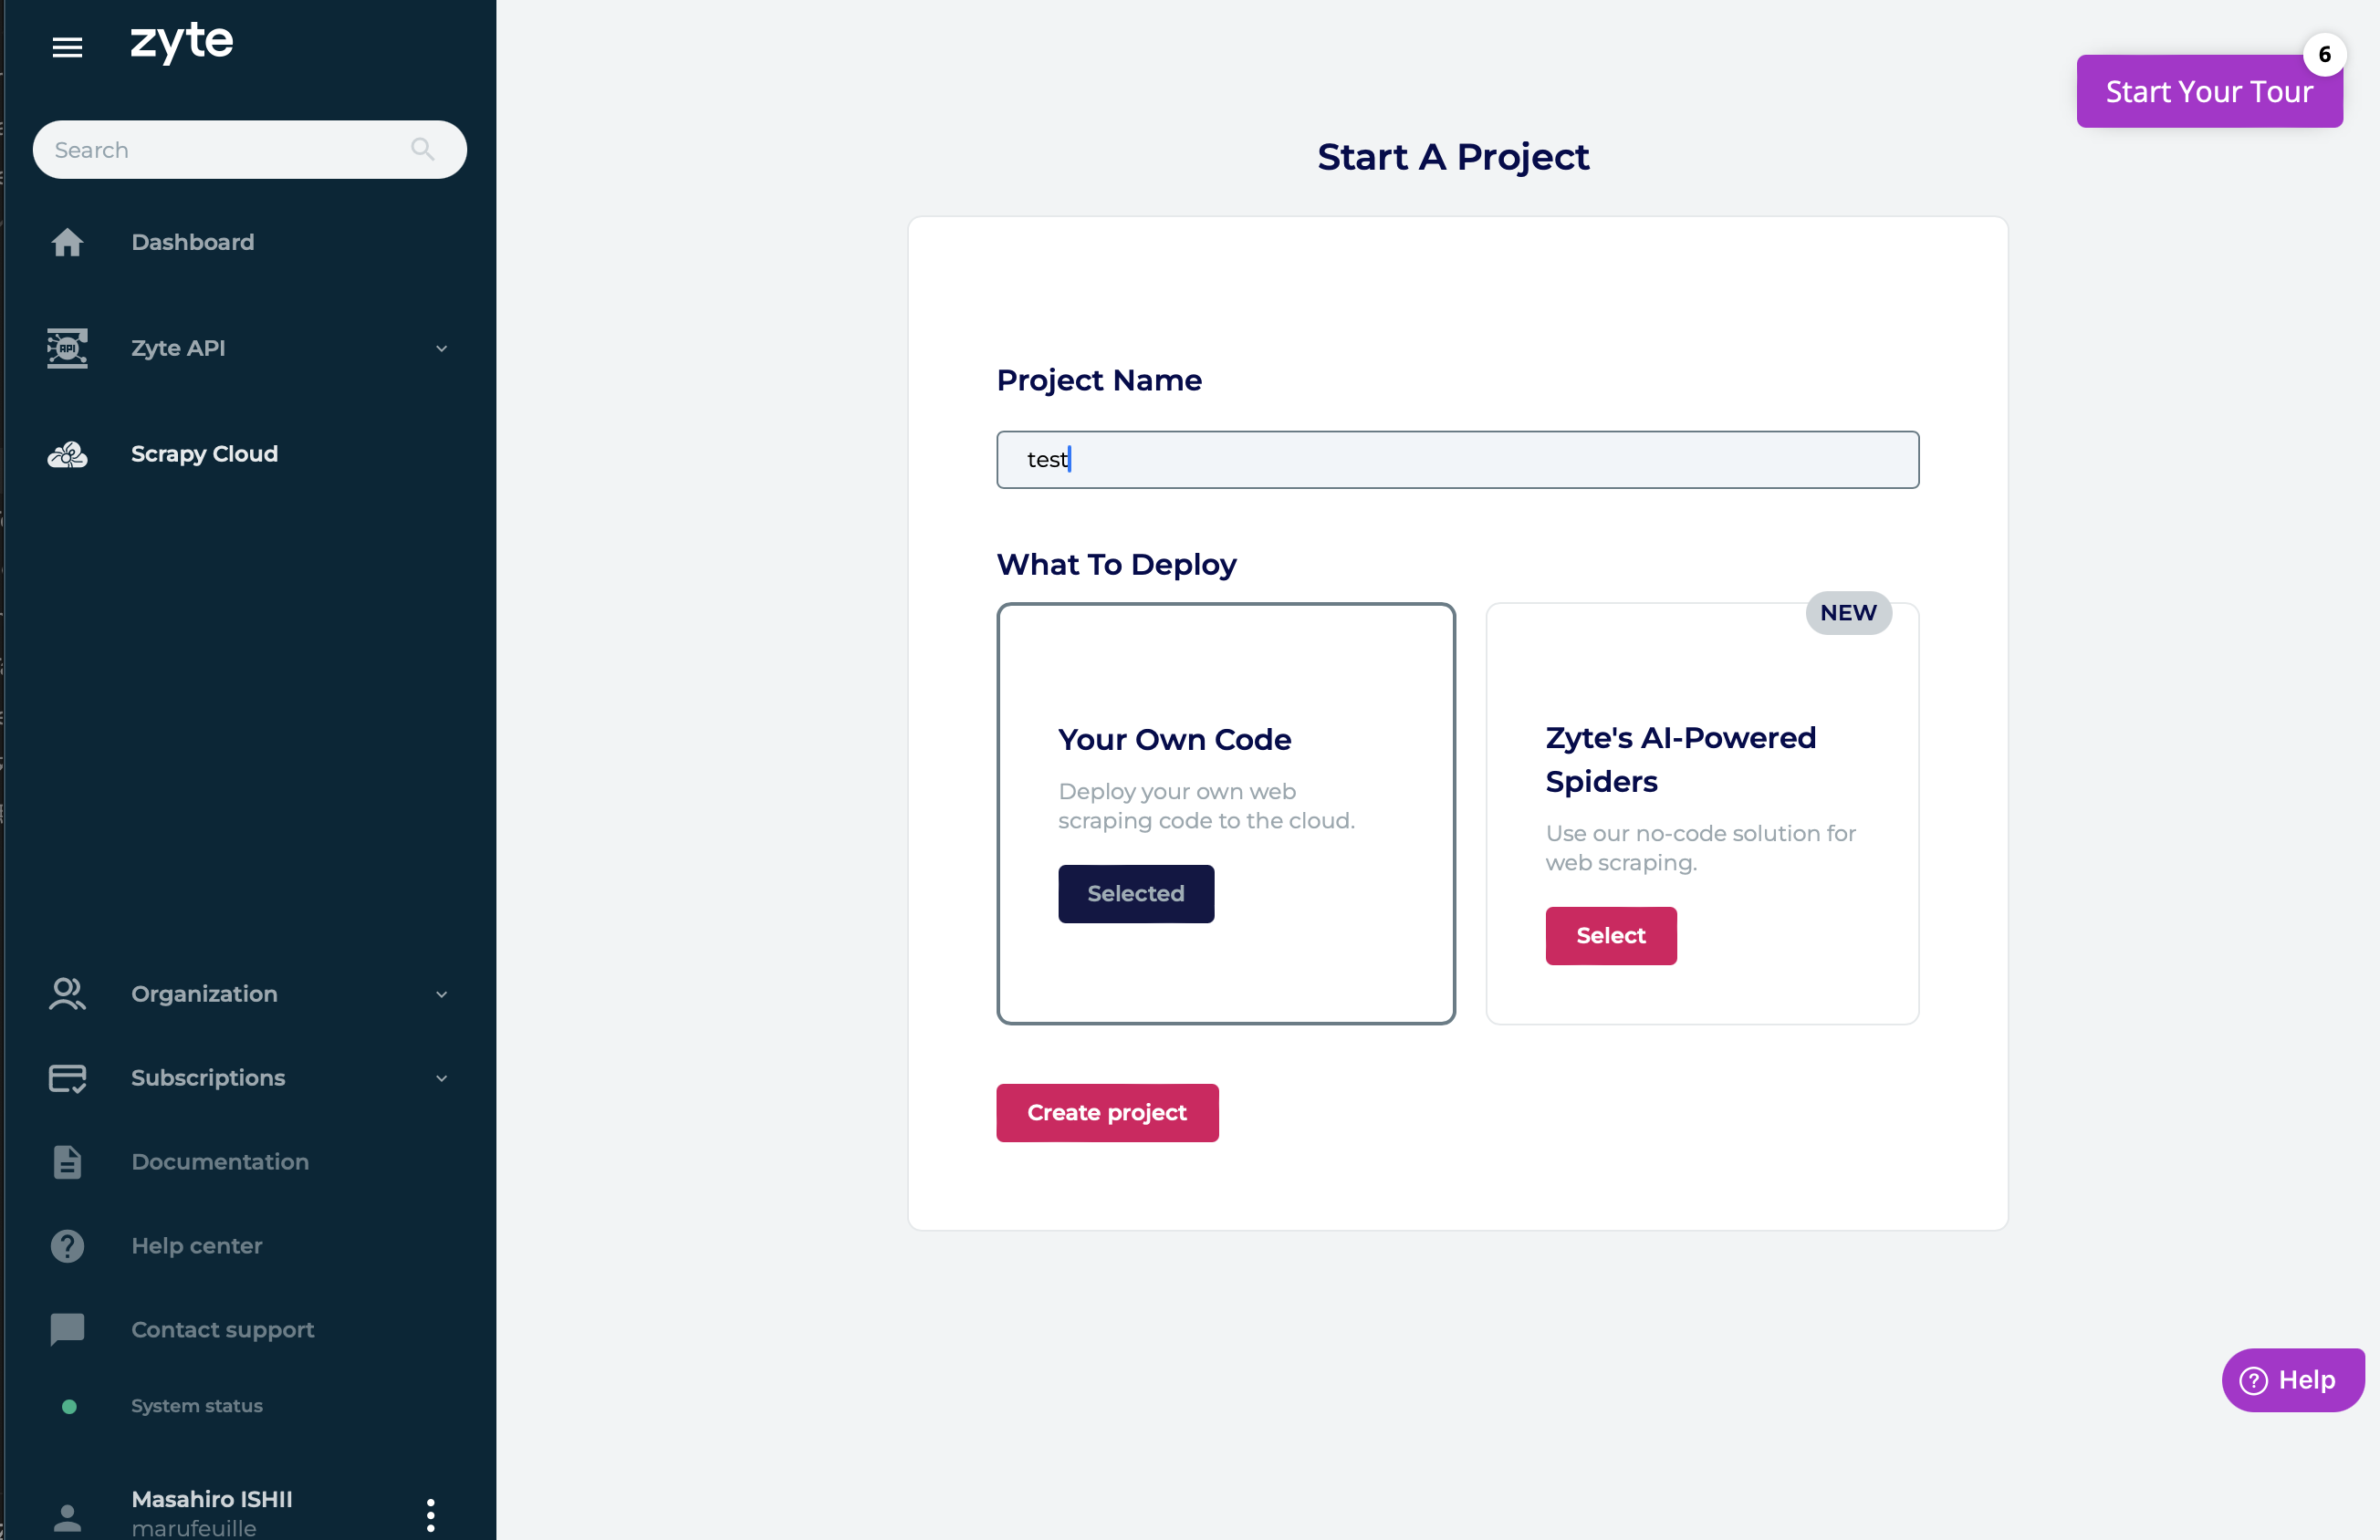 zyte
Search
Dashboard
API
Zyte API
Scrapy Cloud
Organization
Subscriptions
Documentation
Help center
Contact support
System status
Masahiro ISHII
marufeuille
6
Start Your Tour
Start A Project
Project Name
test
What To Deploy
Your Own Code
Deploy your own web
scraping code to the cloud.
Selected
NEW
Zyte's AI-Powered
Spiders
Use our no-code solution for
web scraping.
Select
Create project
? Help